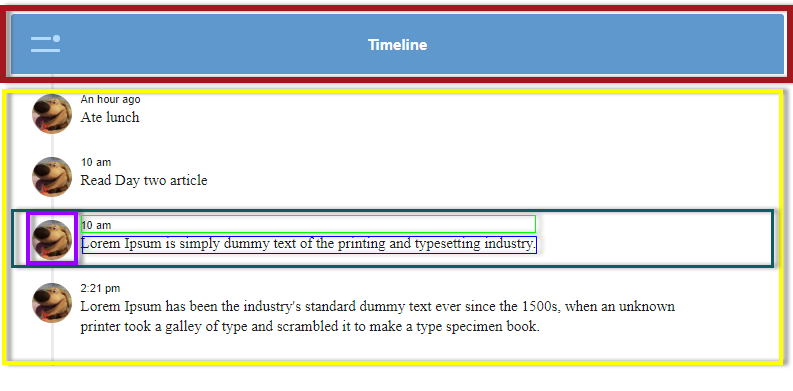 Timeline
An hour ago
Ate lunch
10 am
Read Day two article
10 am
Lorem Ipsum is simply dummy text of the printing and typesetting industry.
2:21 pm
Lorem Ipsum has been the industry's standard dummy text ever since the 1500s, when an unknown
printer took a galley of type and scrambled it to make a type specimen book.